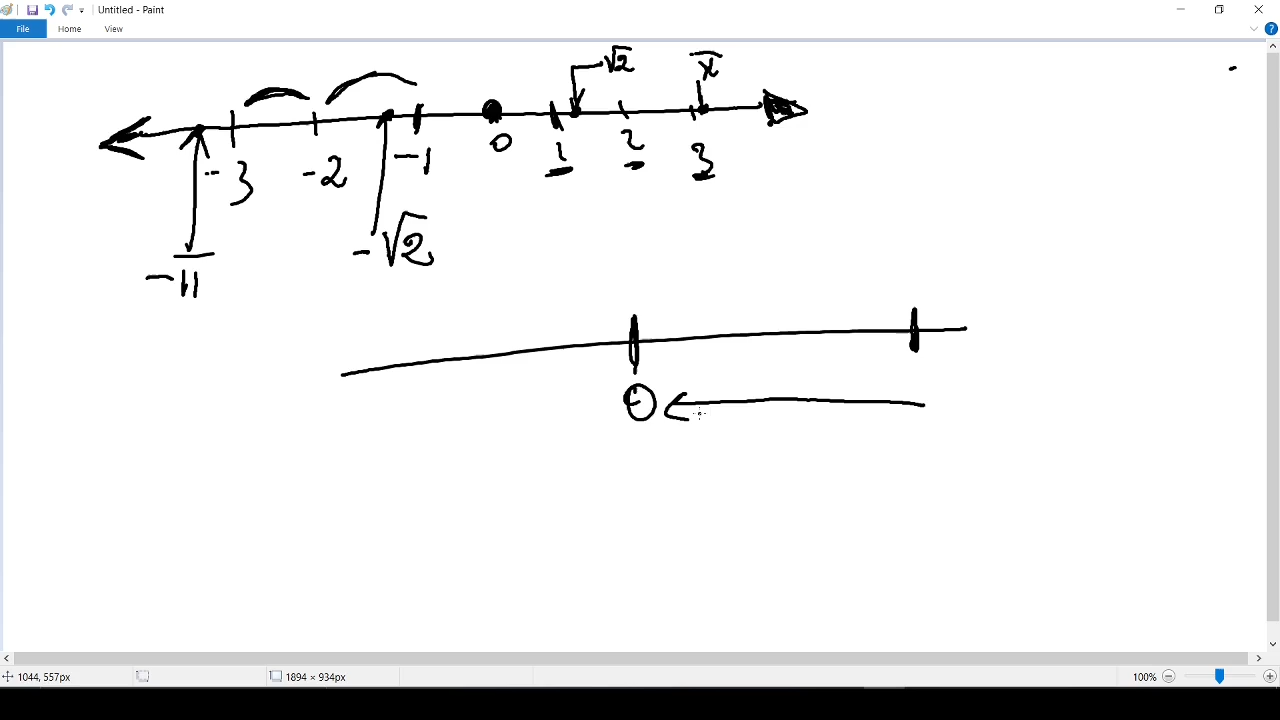 Untitled - Paint
File Home View
√2 π
0 1 2 3
-3 -2 -1
-√2
-π
0
1044, 557px 1894 × 934px 100%